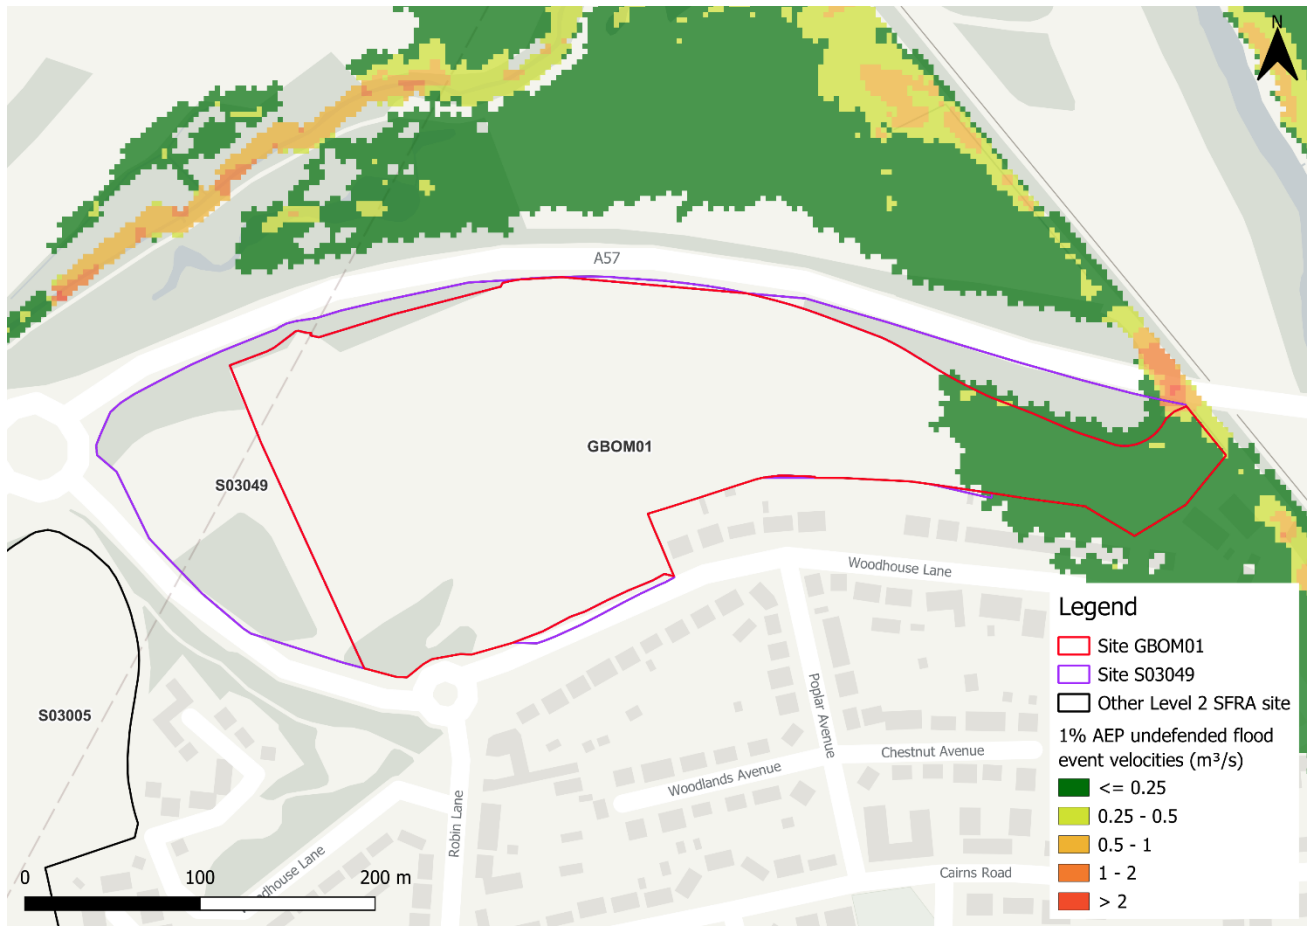 N
A57
GBOM01
S03049
Woodhouse Lane
S03005
Poplar Avenue
Chestnut Avenue
Woodlands Avenue
Robin Lane
Cairns Road
0 100 200 m
Legend
Site GBOM01
Site S03049
Other Level 2 SFRA site
1% AEP undefended flood
event velocities (m³/s)
<= 0.25
0.25 - 0.5
0.5 - 1
1 - 2
> 2